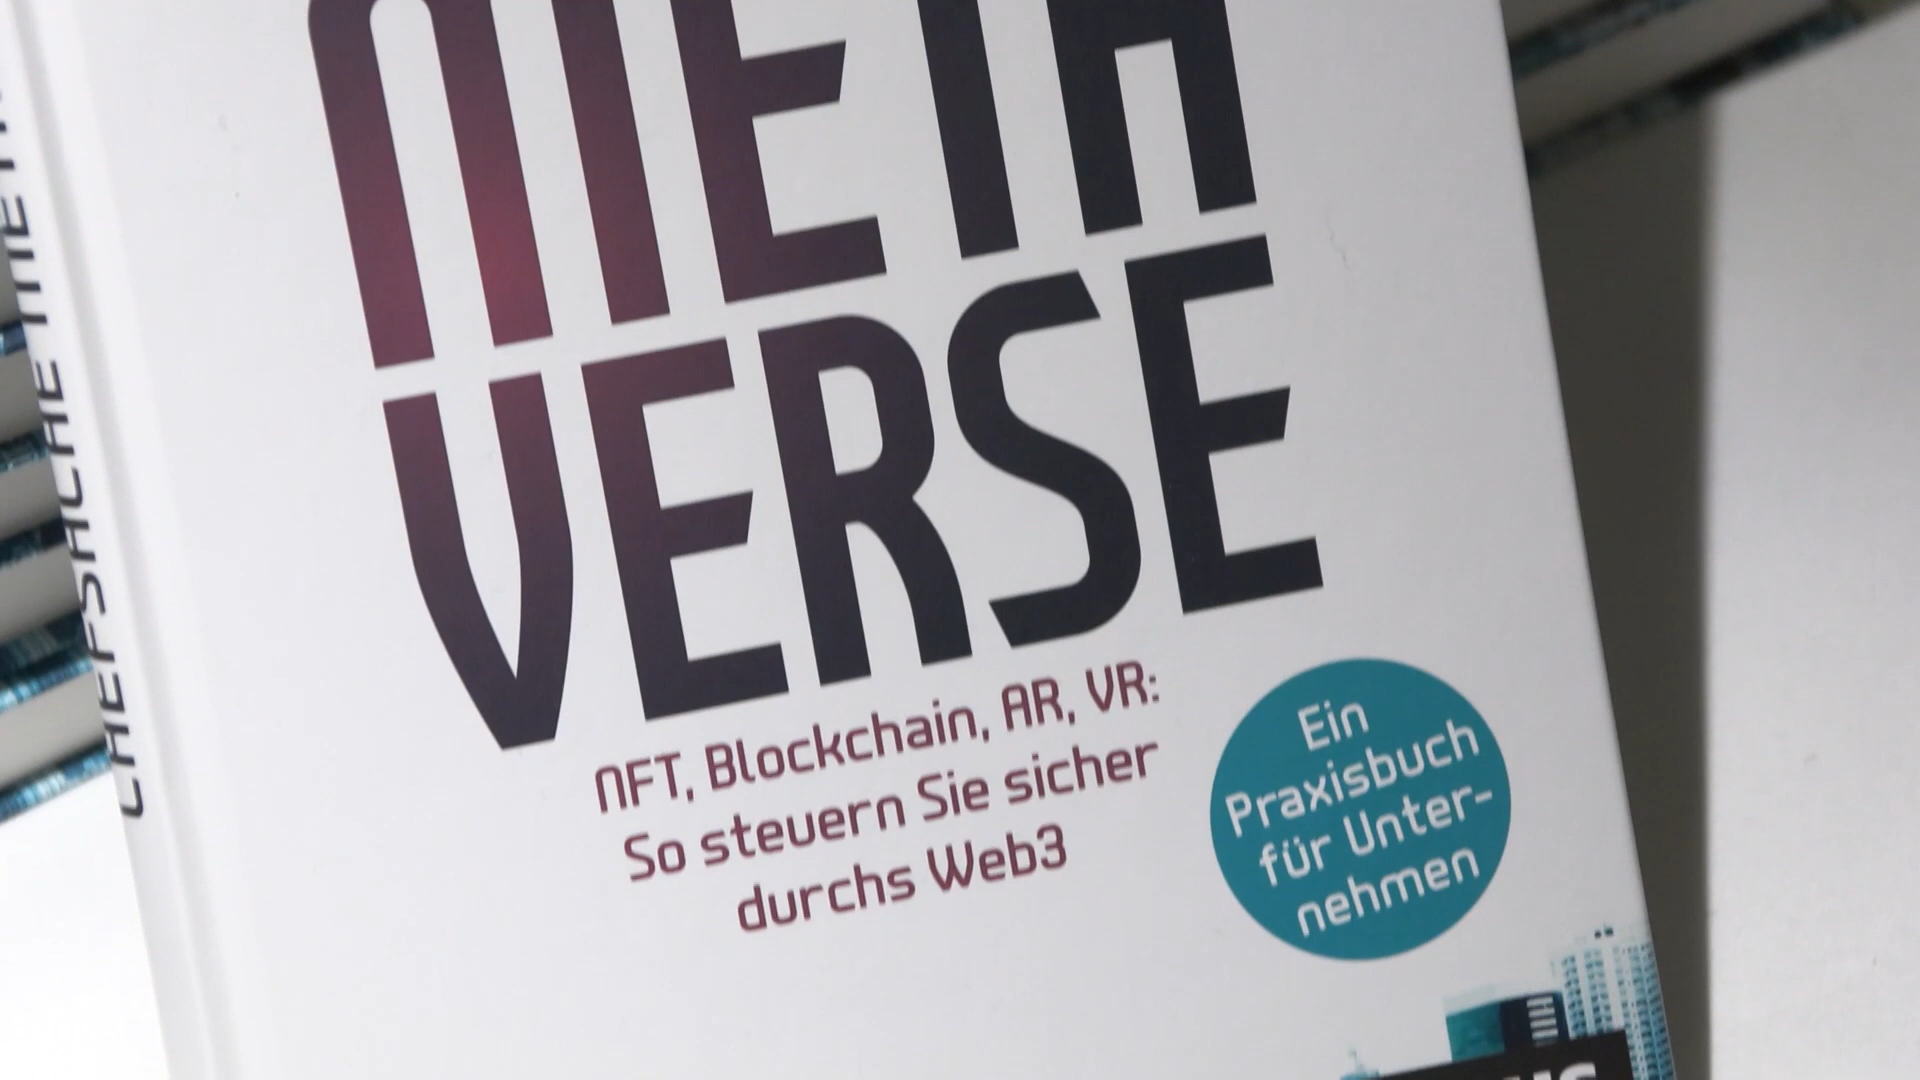 META
VERSE
NFT, Blockchain, AR, VR:
So steuern Sie sicher
durchs Web3
Ein
Praxisbuch
für Unter-
nehmen
CHEFSACHE META